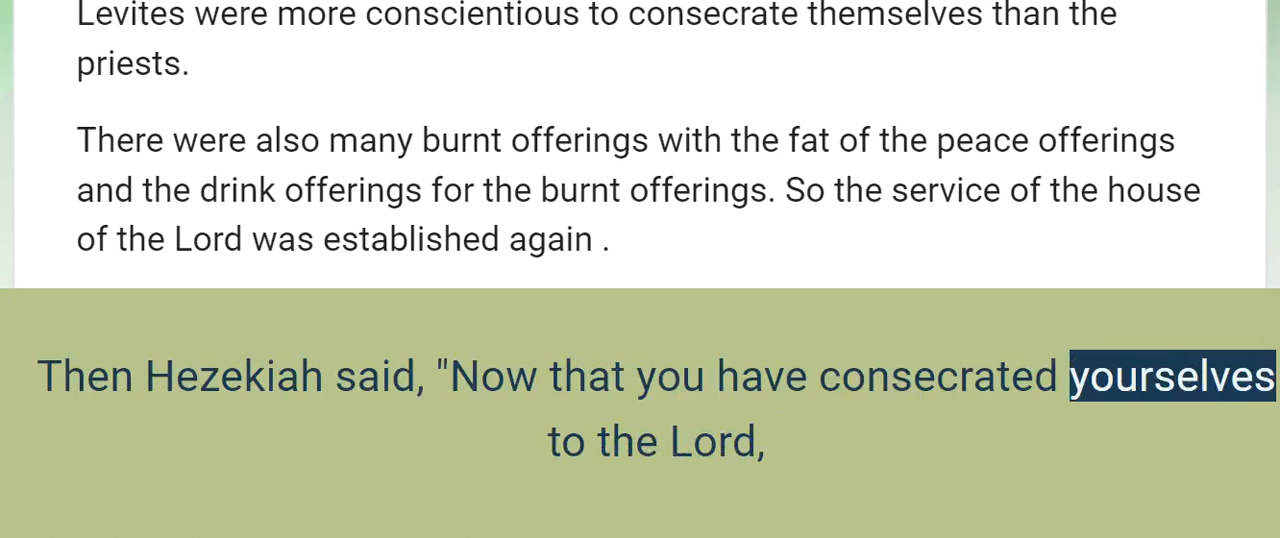 Levites were more conscientious to consecrate themselves than the
priests.
There were also many burnt offerings with the fat of the peace offerings
and the drink offerings for the burnt offerings. So the service of the house
of the Lord was established again .
Then Hezekiah said, "Now that you have consecrated yourselves
to the Lord,